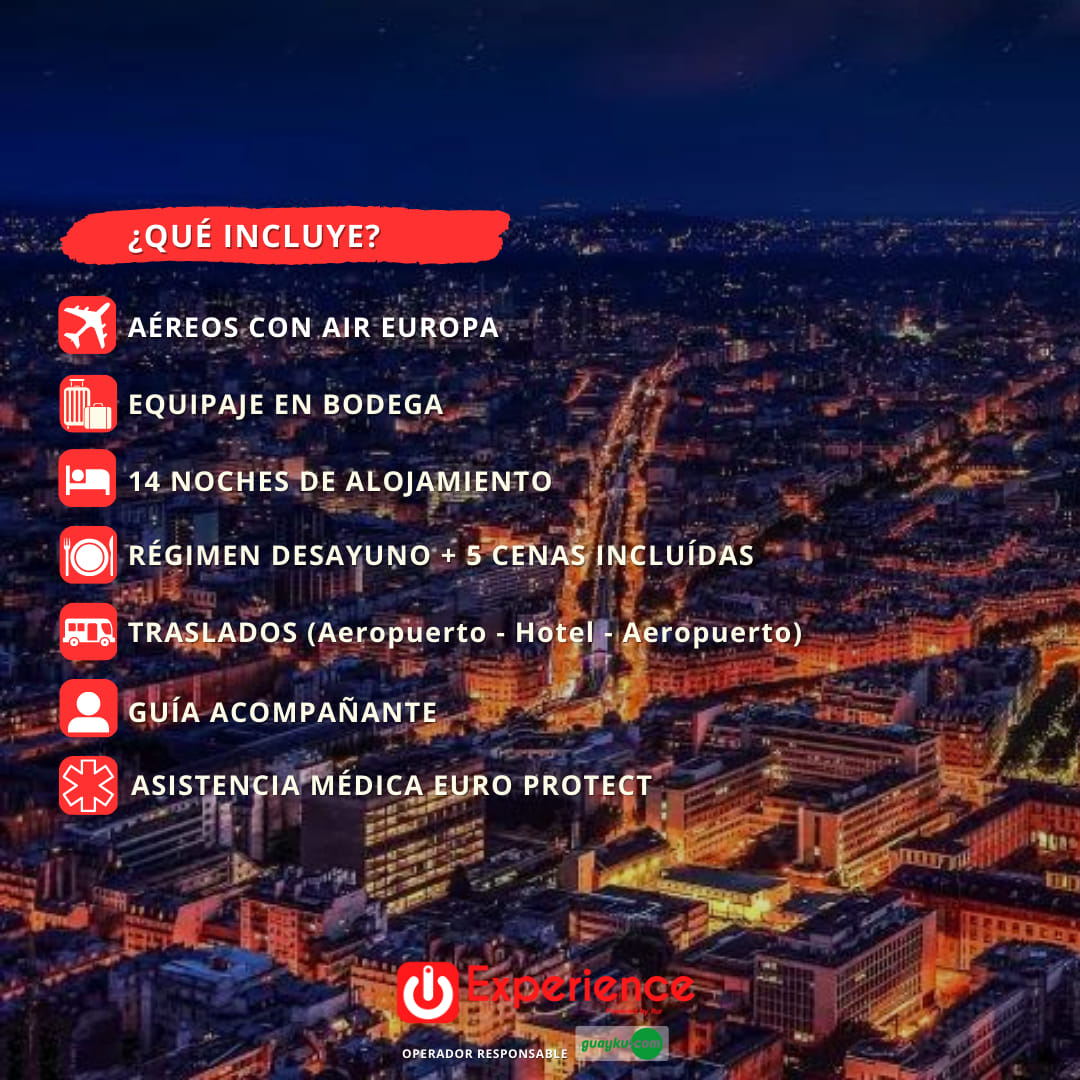 ¿QUÉ INCLUYE?
AÉREOS CON AIR EUROPA
EQUIPAJE EN BODEGA
14 NOCHES DE ALOJAMIENTO
RÉGIMEN DESAYUNO + 5 CENAS INCLUÍDAS
TRASLADOS (Aeropuerto - Hotel - Aeropuerto)
GUÍA ACOMPAÑANTE
ASISTENCIA MÉDICA EURO PROTECT
Experience
OPERADOR RESPONSABLE guayku.com